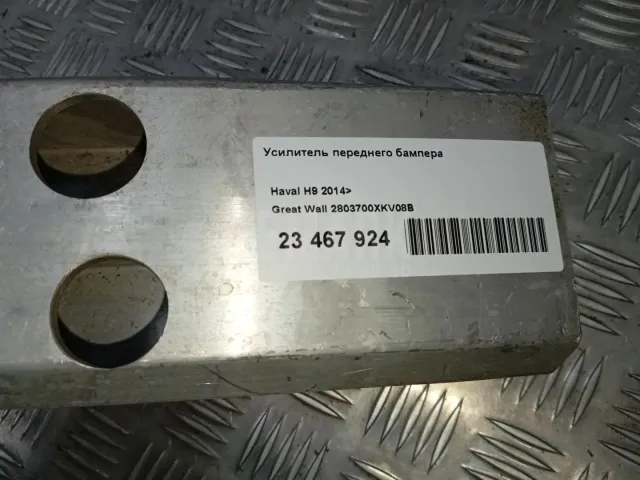 Усилитель переднего бампера
Haval H9 2014>
Great Wall 2803700XKV08B
23 467 924